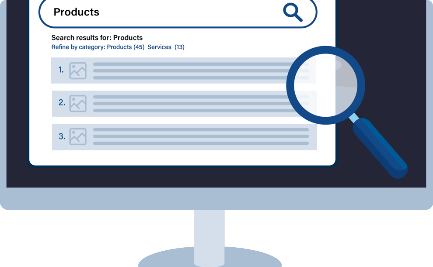 Products
Search results for: Products
Refine by category: Products (45) Services (13)
1.
2.
3.